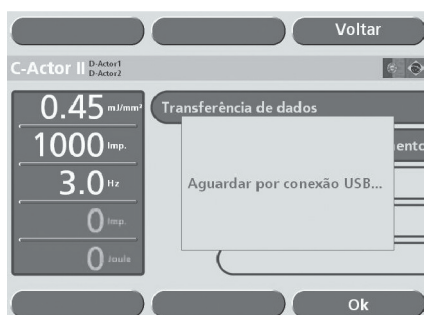 Voltar
C-Actor II D-Actor1
D-Actor2
0.45 mJ/mm²
1000 Imp.
3.0 Hz
0 Imp.
0 Joule
Transferência de dados
ento
Aguardar por conexão USB...
Ok